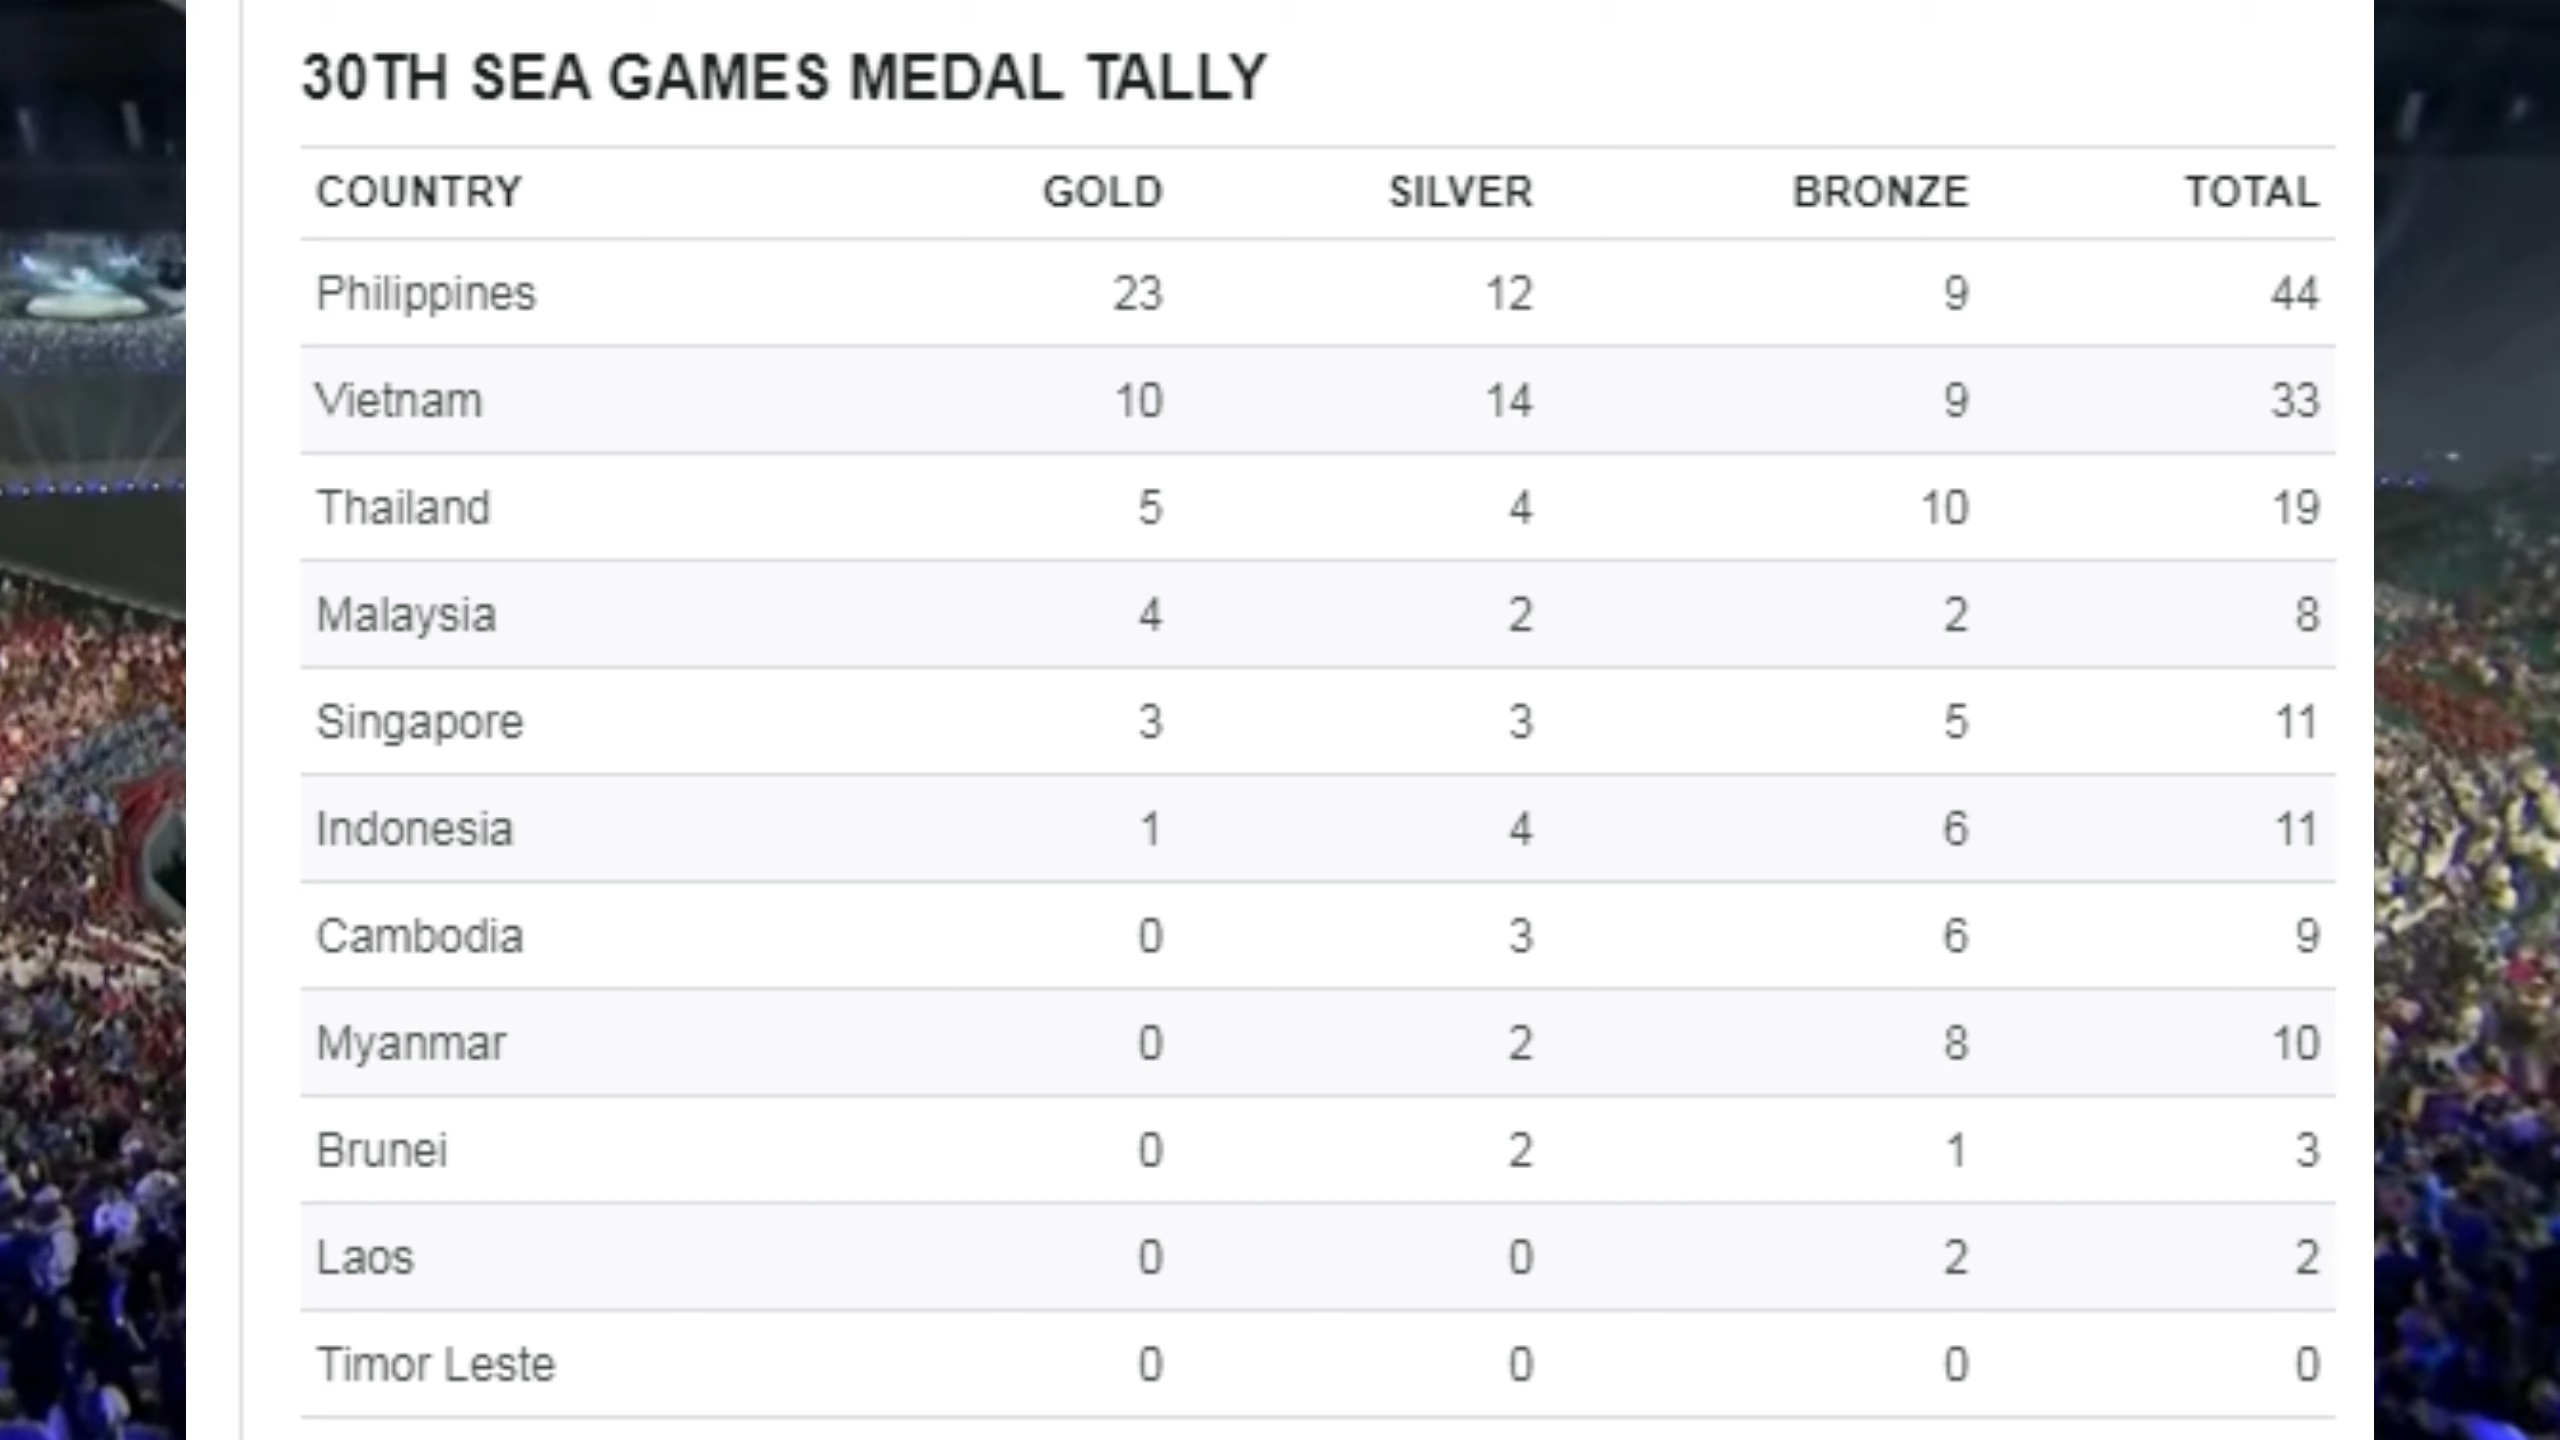 30TH SEA GAMES MEDAL TALLY
COUNTRY GOLD SILVER BRONZE TOTAL
Philippines 23 12 9 44
Vietnam 10 14 9 33
Thailand 5 4 10 19
Malaysia 4 2 2 8
Singapore 3 3 5 11
Indonesia 1 4 6 11
Cambodia 0 3 6 9
Myanmar 0 2 8 10
Brunei 0 2 1 3
Laos 0 0 2 2
Timor Leste 0 0 0 0